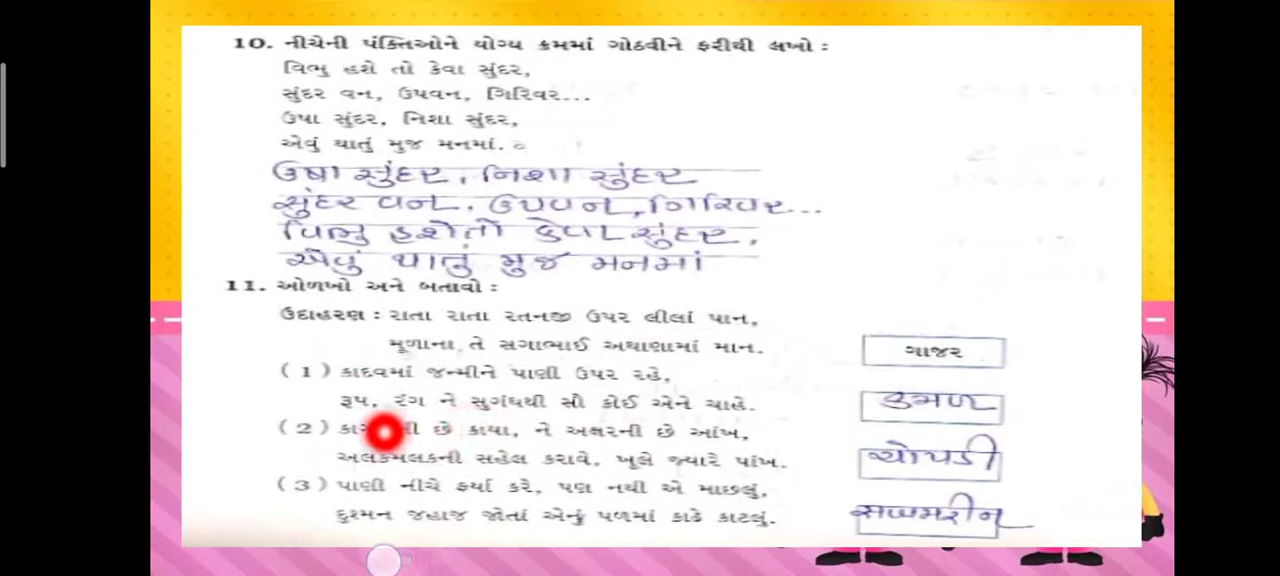 10. નીચેની પંક્તિઓને યોગ્ય ક્રમમાં ગોઠવીને ફરીથી લખો :
વિભુ હશે તો કેવા સુંદર,
સુંદર વન, ઉપવન, ગિરિવર...
ઉષા સુંદર, નિશા સુંદર,
એવું થાતું મુજ મનમાં.
ઉષા સુંદર, નિશા સુંદર
સુંદર વન, ઉપવન, ગિરિવર...
વિભુ હશેતો કેવા સુંદર,
એવું થાતું મુજ મનમાં
11. ઓળખો અને બતાવો :
ઉદાહરણ : રાતા રાતા રતનજી ઉપર લીલાં પાન,
મૂળાના તે સગાભાઈ અથાણામાં માન.
ગાજર
(1) કાદવમાં જન્મીને પાણી ઉપર રહે,
રૂપ, રંગ ને સુગંધથી સૌ કોઈ એને ચાહે.
કમળ
(2) છે કાયા, ને અક્ષરની છે આંખ,
અલકમલકની સહેલ કરાવે, ખૂલે જ્યારે પાંખ.
ચોપડી
(3) પાણી નીચે ફર્યા કરે, પણ નથી એ માછલું,
દુશ્મન જહાજ જોતાં એનું પળમાં કાઢે કાટલું.
સબમરીન